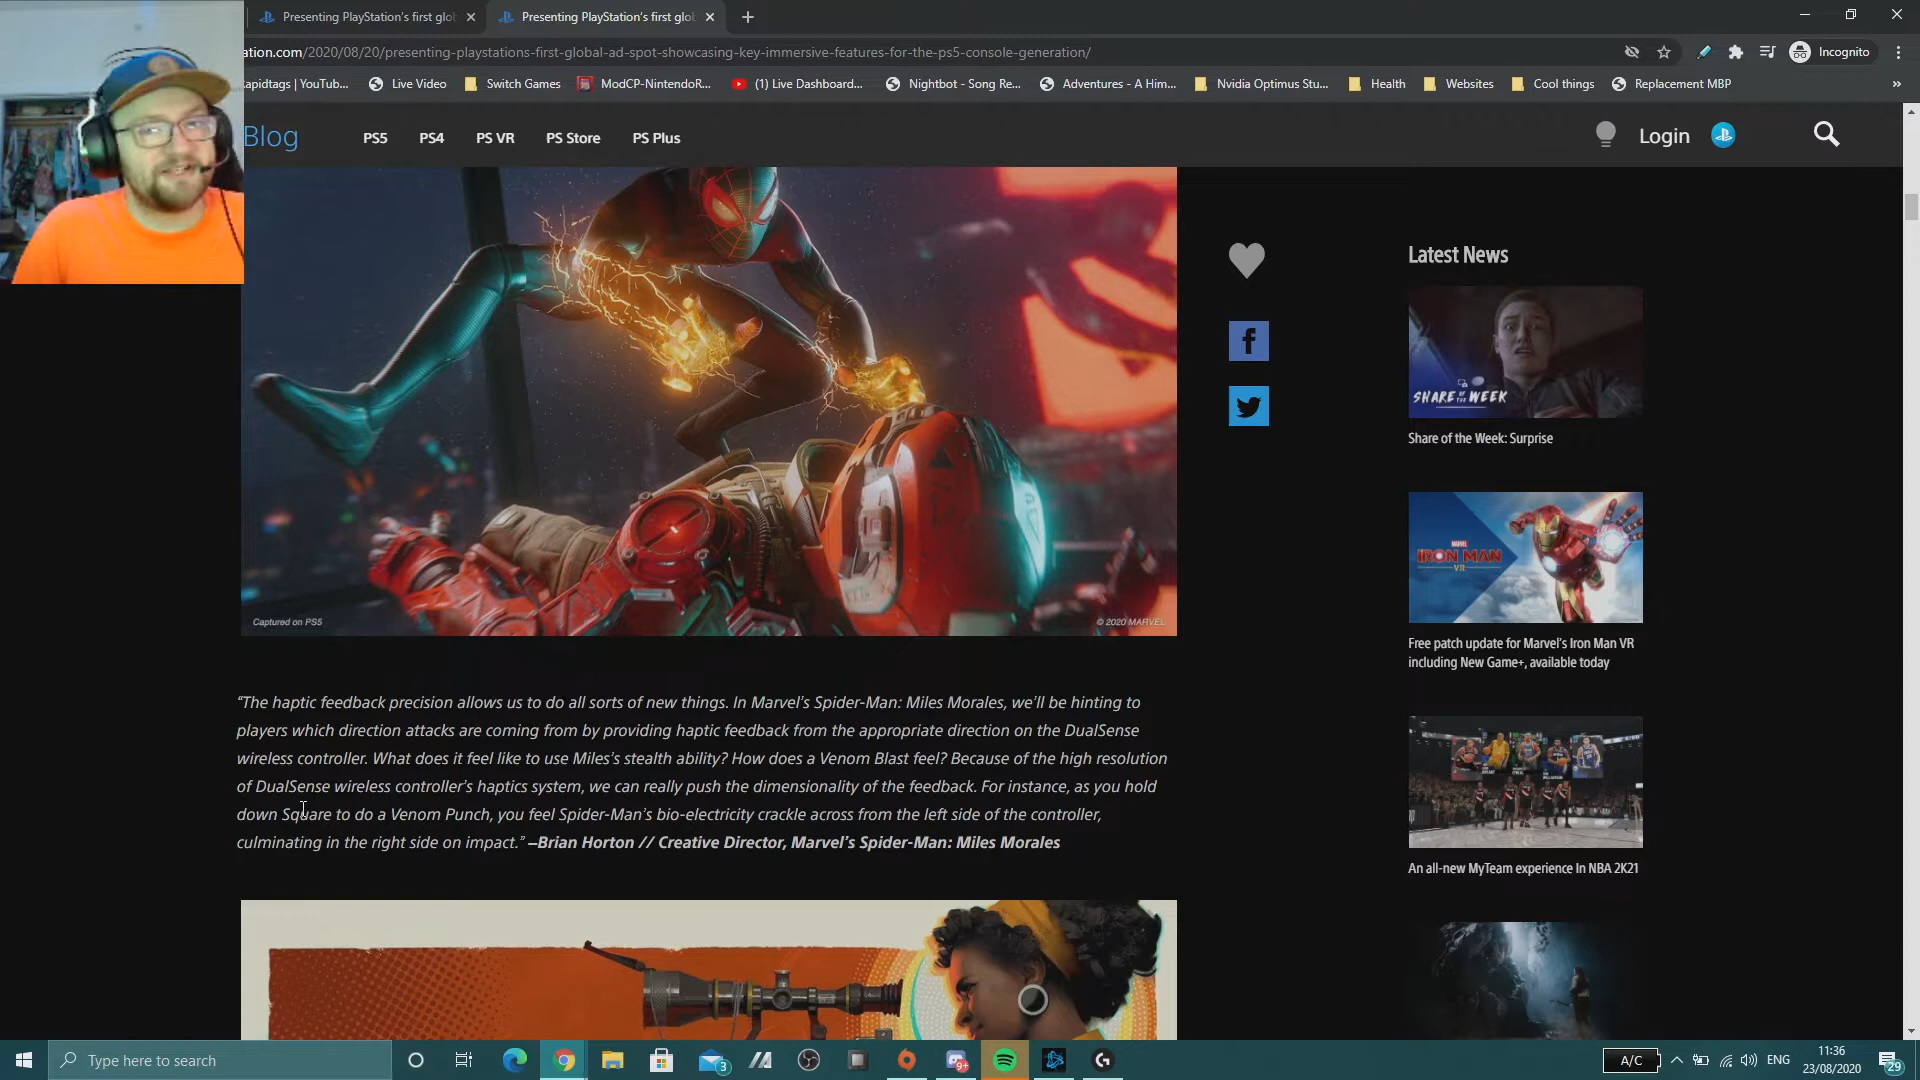 Presenting PlayStation's first glo
Presenting PlayStation's first glob
ation.com/2020/08/20/presenting-playstations-first-global-ad-spot-showcasing-key-immersive-features-for-the-ps5-console-generation/
Incognito
apidtags | YouTub...
Live Video
Switch Games
ModCP-NintendoR...
(1) Live Dashboard...
Nightbot - Song Re...
Adventures - A Him...
Nvidia Optimus Stu...
Health
Websites
Cool things
Replacement MBP
»
Blog
PS5
PS4
PS VR
PS Store
PS Plus
Login
Captured on PS5
© 2020 MARVEL
"The haptic feedback precision allows us to do all sorts of new things. In Marvel's Spider-Man: Miles Morales, we'll be hinting to
players which direction attacks are coming from by providing haptic feedback from the appropriate direction on the DualSense
wireless controller. What does it feel like to use Miles's stealth ability? How does a Venom Blast feel? Because of the high resolution
of DualSense wireless controller's haptics system, we can really push the dimensionality of the feedback. For instance, as you hold
down Square to do a Venom Punch, you feel Spider-Man's bio-electricity crackle across from the left side of the controller,
culminating in the right side on impact." –Brian Horton // Creative Director, Marvel's Spider-Man: Miles Morales
Latest News
SHARE OF THE WEEK
Share of the Week: Surprise
MARVEL
IRON MAN
VR
Free patch update for Marvel's Iron Man VR
including New Game+, available today
An all-new MyTeam experience In NBA 2K21
Type here to search
3
9+
A/C
ENG
11:36
23/08/2020
29